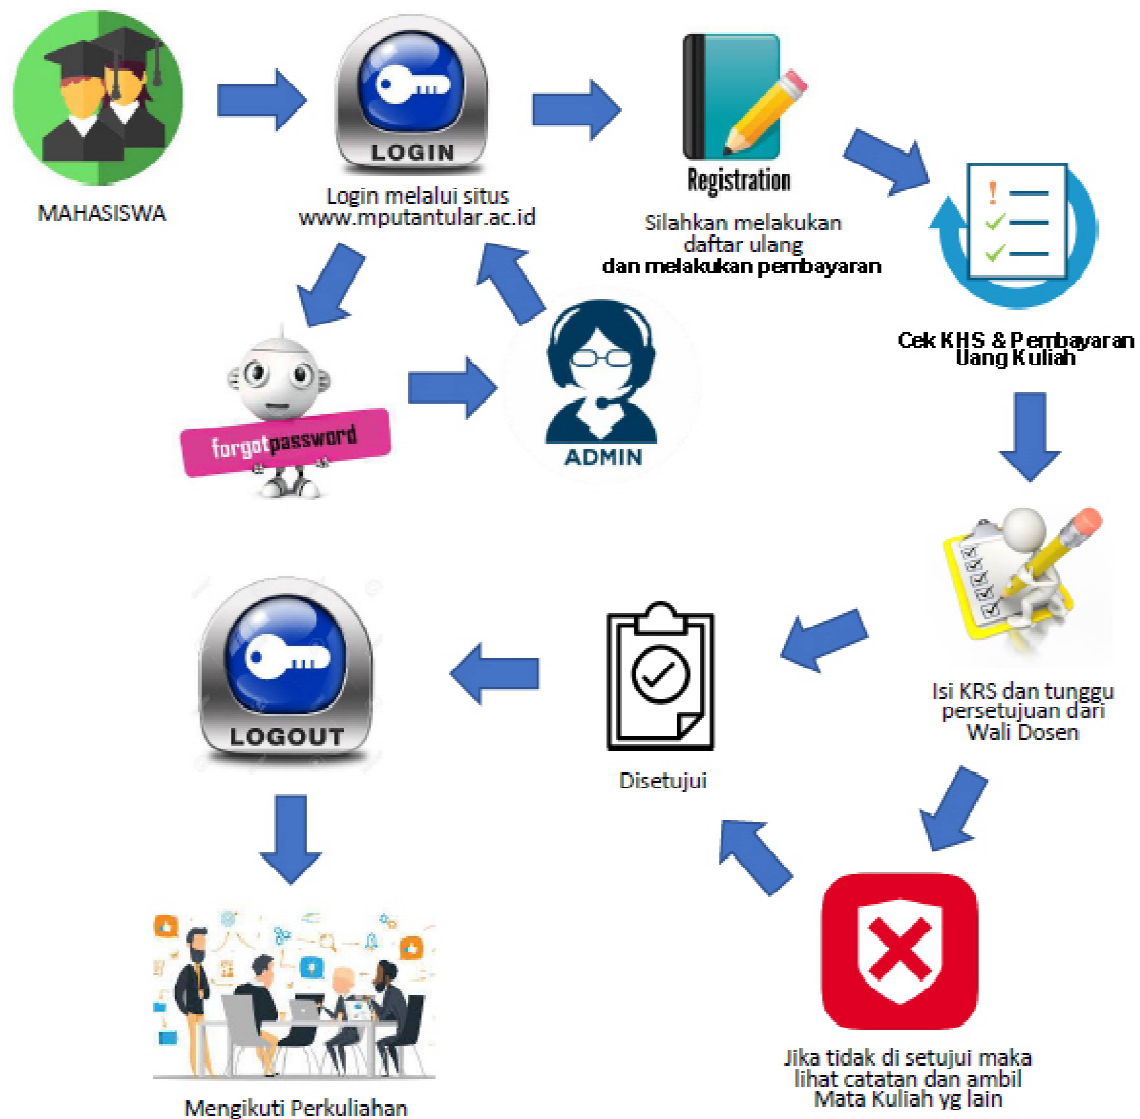 MAHASISWA
LOGIN
Login melalui situs
www.mputantular.ac.id
Registration
Silahkan melakukan
daftar ulang
dan melakukan pembayaran
Cek KHS & Pembayaran
Uang Kuliah
forgotpassword
ADMIN
Isi KRS dan tunggu
persetujuan dari
Wali Dosen
Disetujui
LOGOUT
Jika tidak di setujui maka
lihat catatan dan ambil
Mata Kuliah yg lain
Mengikuti Perkuliahan